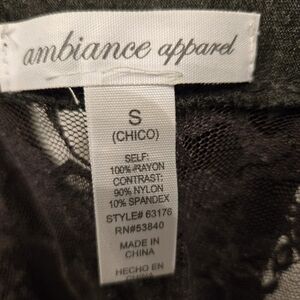 ambiance apparel
S
(CHICO)
SELF:
100% RAYON
CONTRAST:
90% NYLON
10% SPANDEX
STYLE# 63176
RN#53840
MADE IN
CHINA
HECHO EN
CHINA